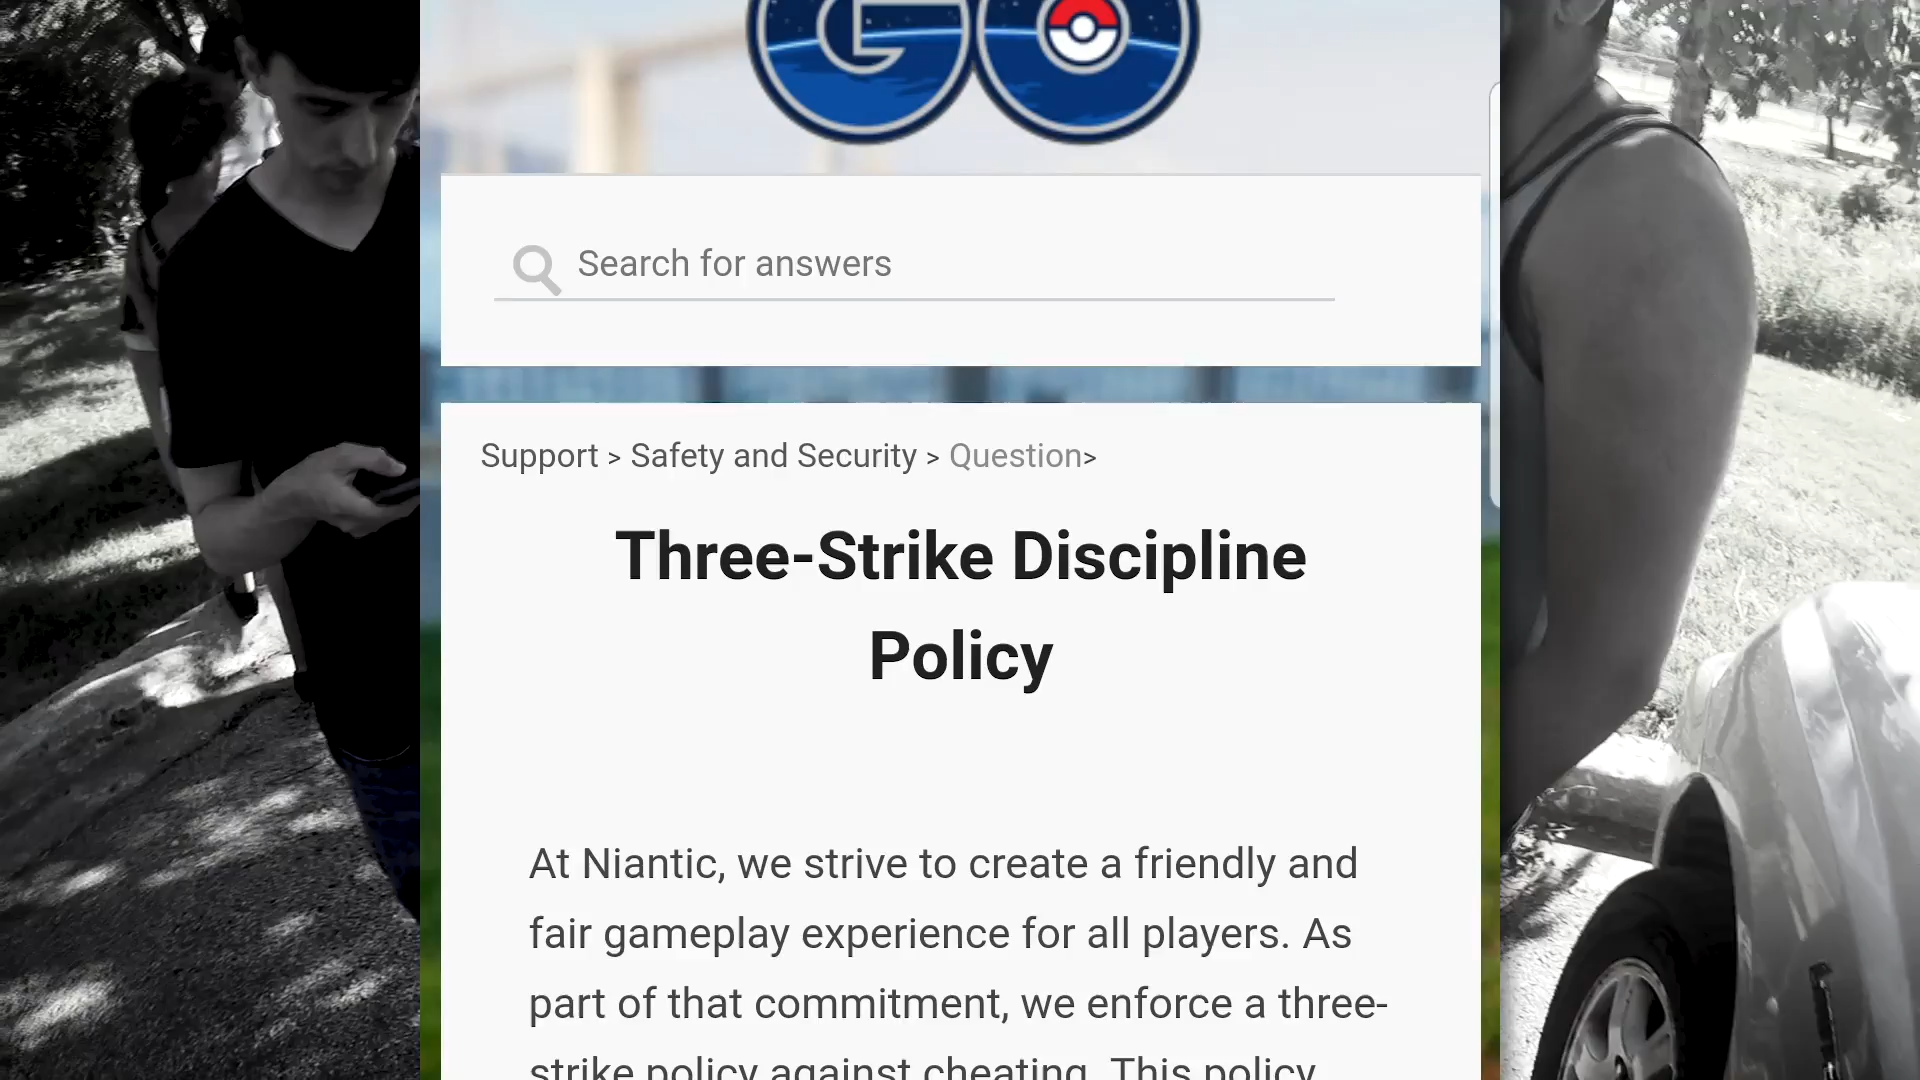 GO
Search for answers
Support > Safety and Security > Question>
Three-Strike Discipline
Policy
At Niantic, we strive to create a friendly and
fair gameplay experience for all players. As
part of that commitment, we enforce a three-
strike policy against cheating. This policy